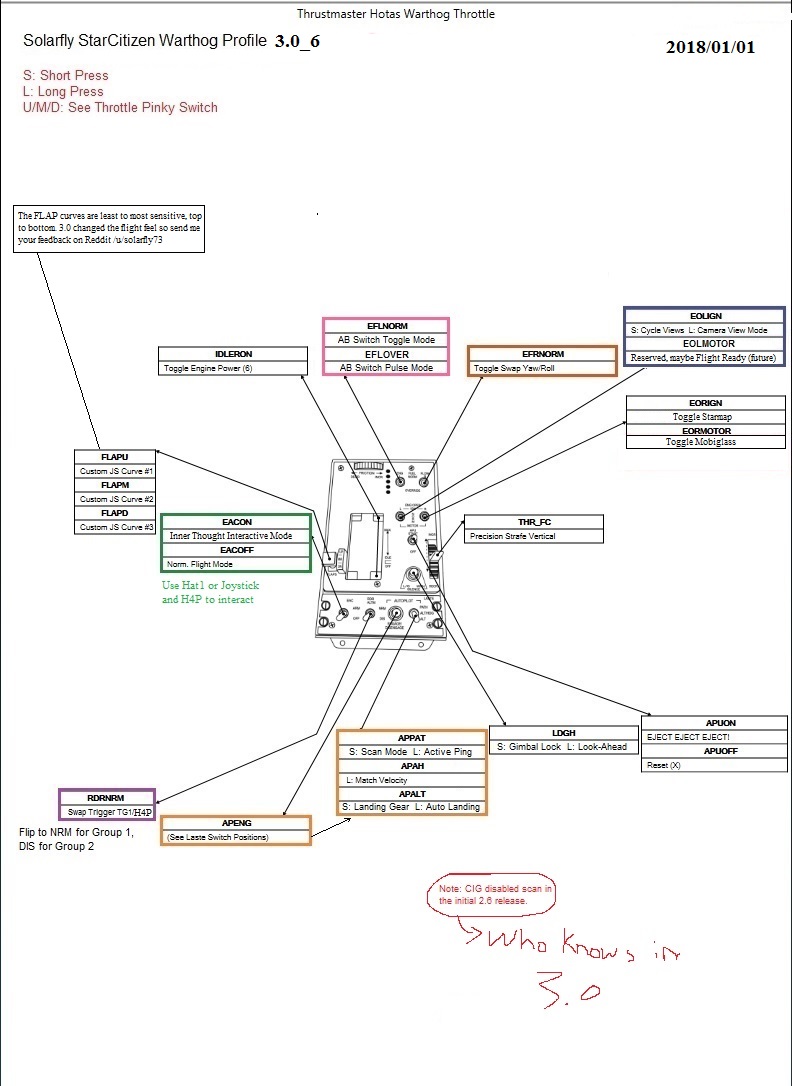 Thrustmaster Hotas Warthog Throttle
Solarfly StarCitizen Warthog Profile 3.0_6
2018/01/01
S: Short Press
L: Long Press
U/M/D: See Throttle Pinky Switch
The FLAP curves are least to most sensitive, top
to bottom. 3.0 changed the flight feel so send me
your feedback on Reddit /u/solarfly73
EOLIGN
S: Cycle Views L: Camera View Mode
EOLMOTOR
Reserved, maybe Flight Ready (future)
EFLNORM
AB Switch Toggle Mode
EFLOVER
AB Switch Pulse Mode
IDLERON
Toggle Engine Power (6)
EFRNORM
Toggle Swap Yaw/Roll
EORIGN
Toggle Starmap
EORMOTOR
Toggle Mobiglass
FLAPU
Custom JS Curve #1
FLAPM
Custom JS Curve #2
FLAPD
Custom JS Curve #3
EACON
Inner Thought Interactive Mode
EACOFF
Norm. Flight Mode
Use Hat1 or Joystick
and H4P to interact
THR_FC
Precision Strafe Vertical
APUON
EJECT EJECT EJECT!
APUOFF
Reset (X)
LDGH
S: Gimbal Lock L: Look-Ahead
APPAT
S: Scan Mode L: Active Ping
APAH
L: Match Velocity
APALT
S: Landing Gear L: Auto Landing
RDRNRM
Swap Trigger TG1/H4P
Flip to NRM for Group 1,
DIS for Group 2
APENG
(See Laste Switch Positions)
Note: CIG disabled scan in
the initial 2.6 release.
Who knows in
3.0